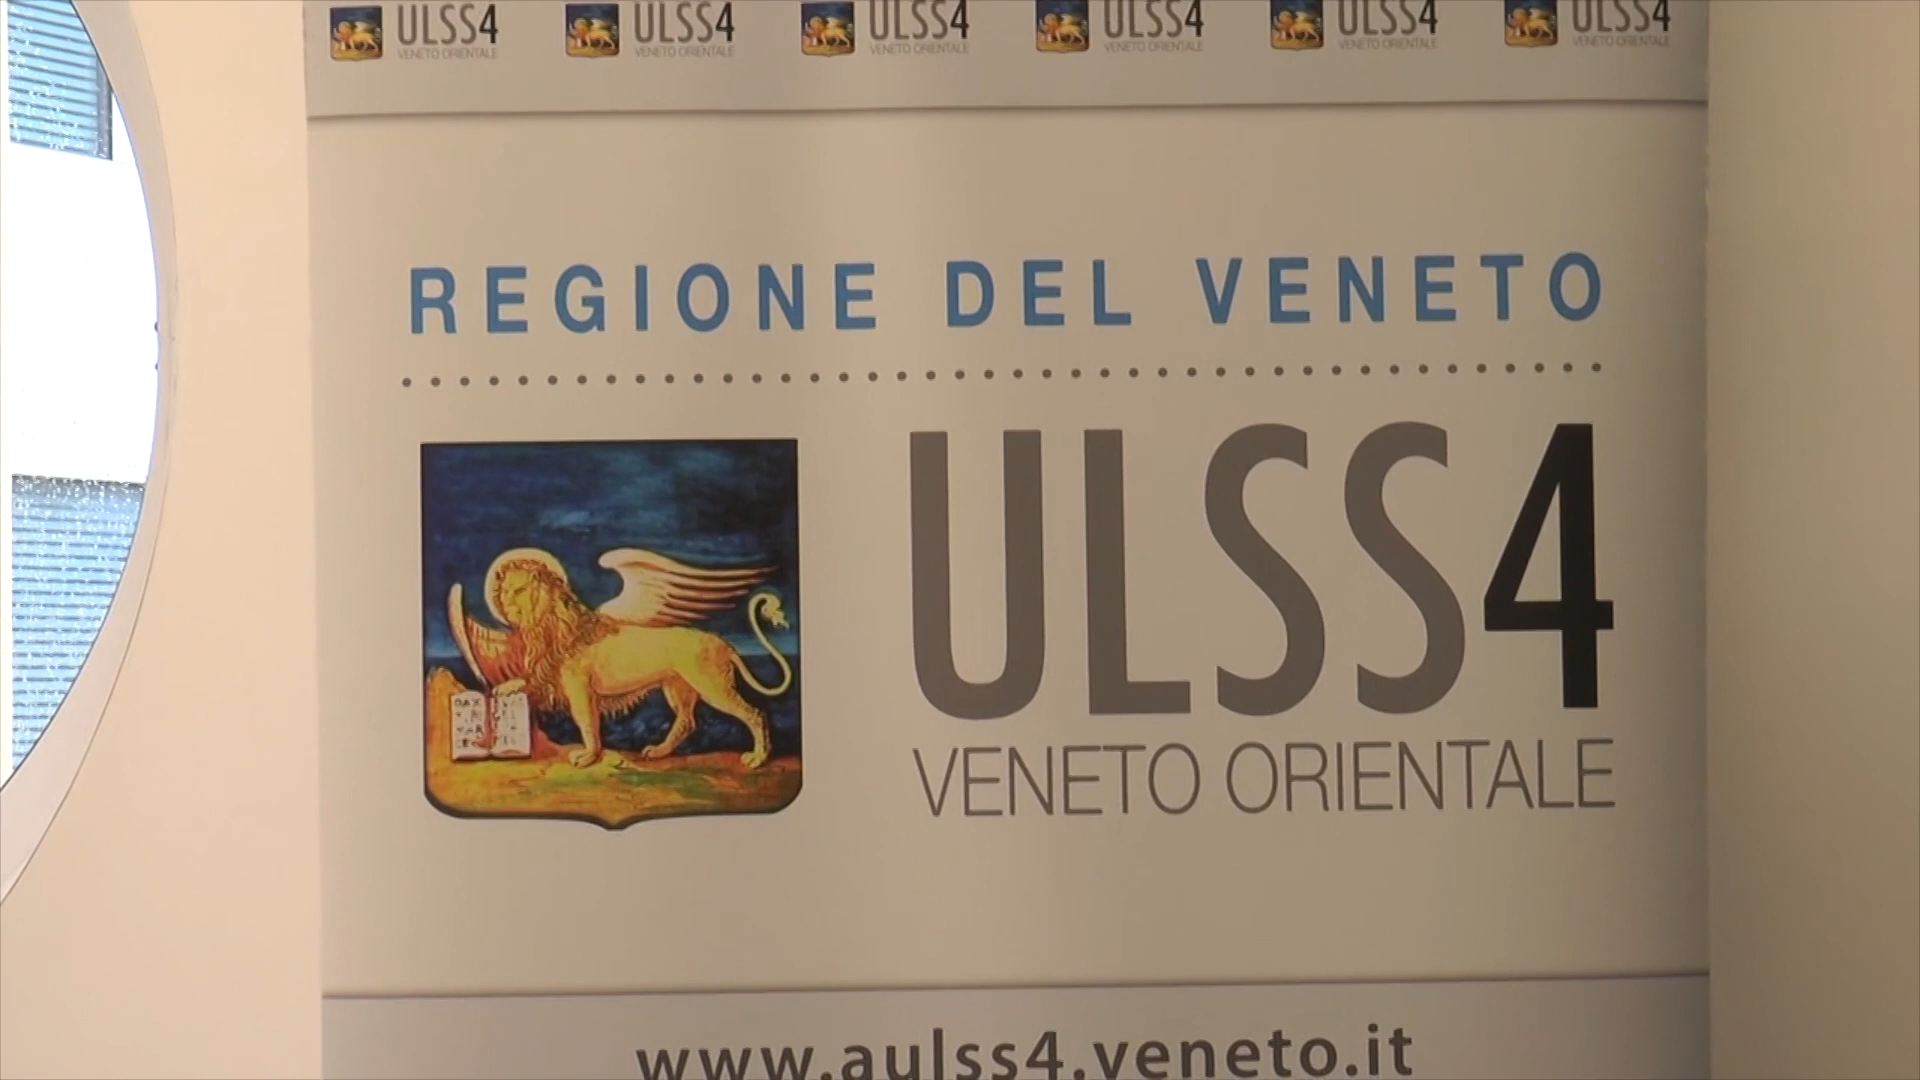 ULSS4 ULSS4 ULSS4 ULSS4 ULSS4 ULSS4
VENETO ORIENTALE VENETO ORIENTALE VENETO ORIENTALE VENETO ORIENTALE VENETO ORIENTALE VENETO ORIENTALE
REGIONE DEL VENETO
ULSS4
VENETO ORIENTALE
www.aulss4.veneto.it